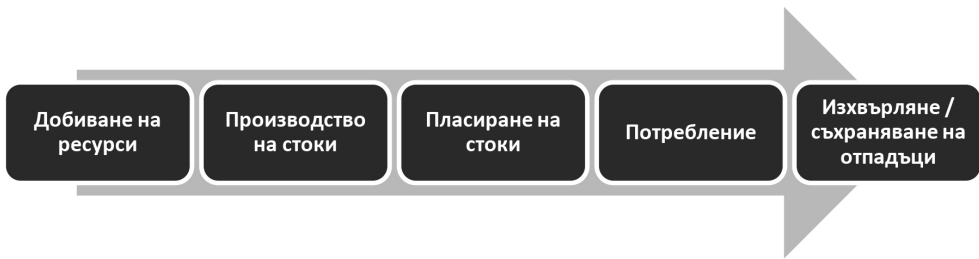 Добиване на
ресурси
Производство
на стоки
Пласиране на
стоки
Потребление
Изхвърляне /
съхраняване на
отпадъци